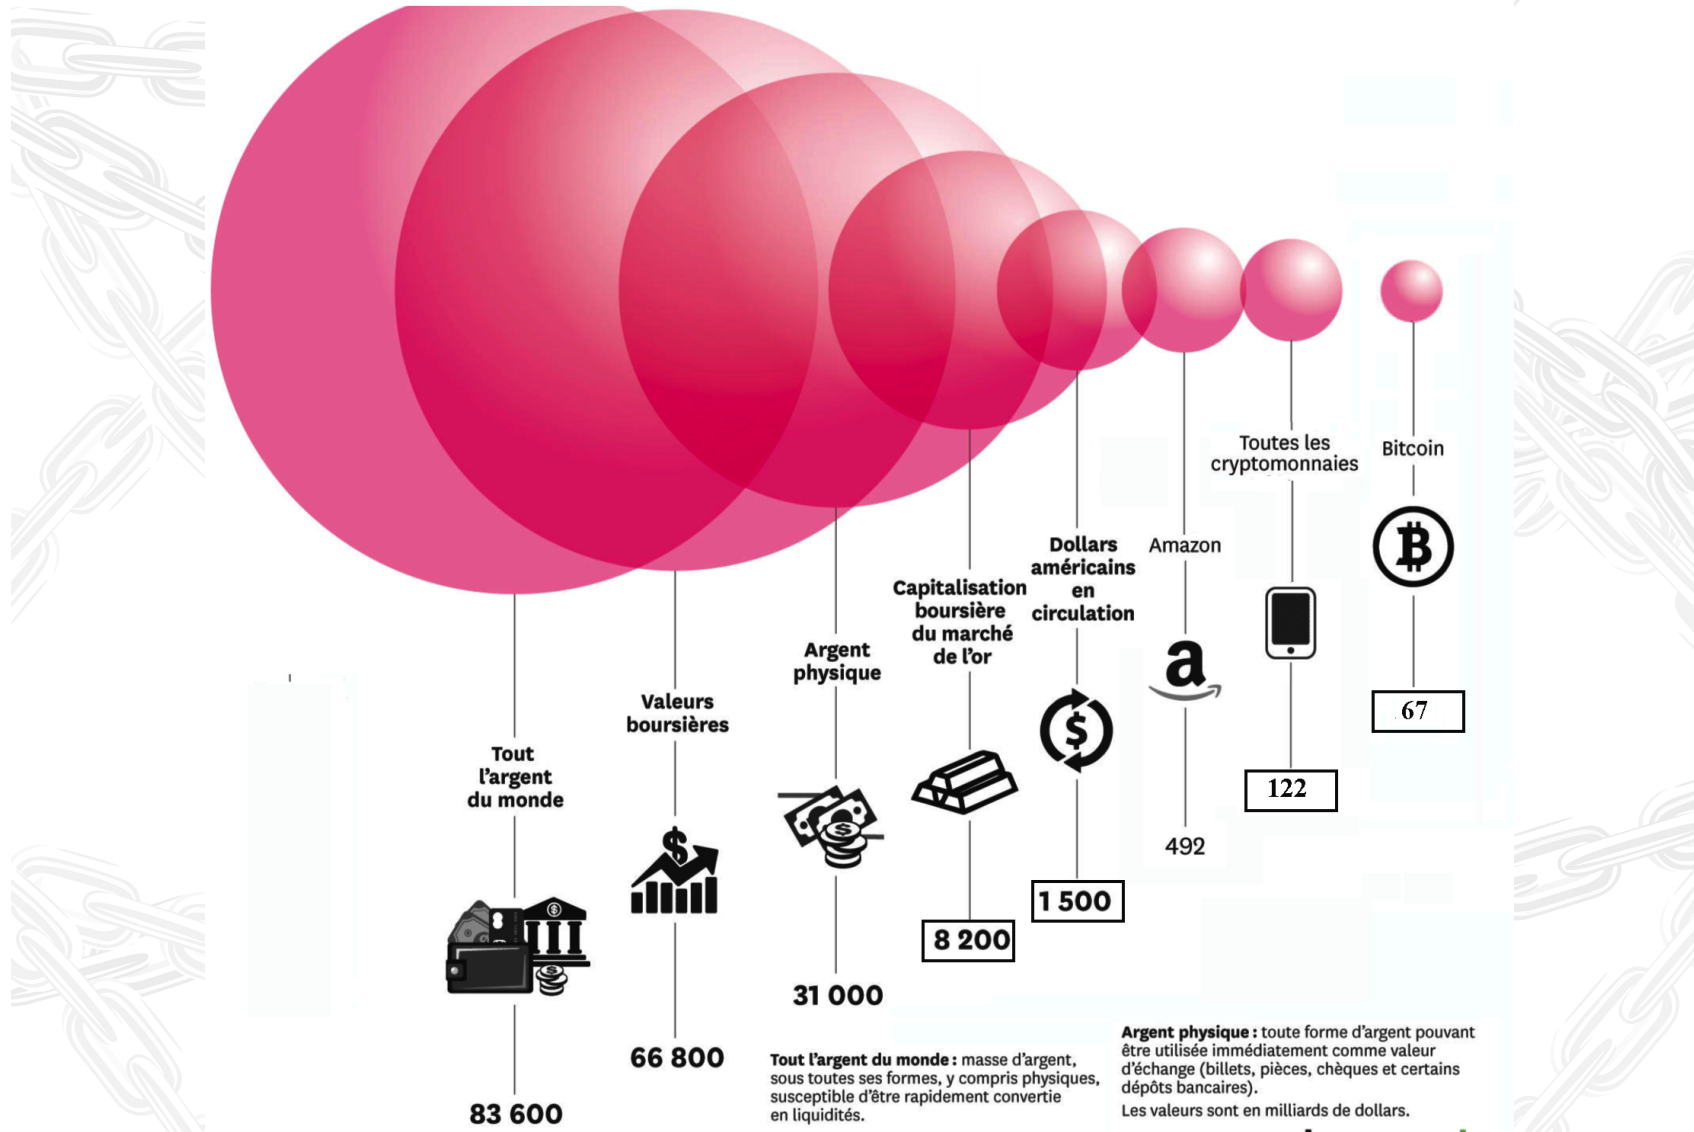 Tout
l'argent
du monde
83 600
Valeurs
boursières
66 800
Argent
physique
31 000
Capitalisation
boursière
du marché
de l'or
8 200
Dollars
américains
en
circulation
1 500
Amazon
a
492
Toutes les
cryptomonnaies
122
Bitcoin
67
Tout l'argent du monde : masse d'argent,
sous toutes ses formes, y compris physiques,
susceptible d'être rapidement convertie
en liquidités.
Argent physique : toute forme d'argent pouvant
être utilisée immédiatement comme valeur
d'échange (billets, pièces, chèques et certains
dépôts bancaires).
Les valeurs sont en milliards de dollars.